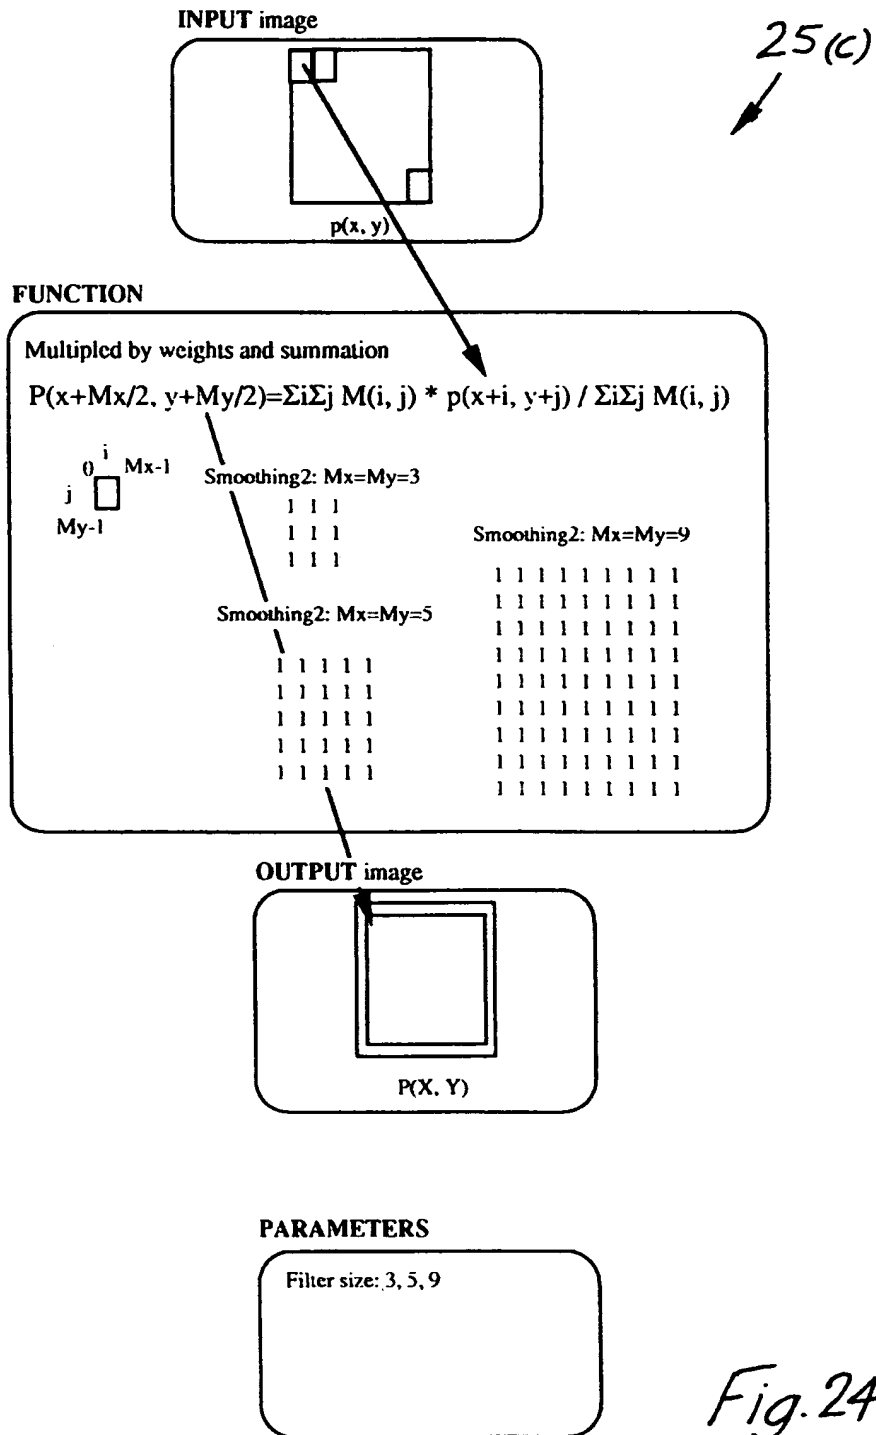 INPUT image
25(c)
p(x, y)
FUNCTION
Multipled by weights and summation
P(x+Mx/2, y+My/2)=ΣiΣj M(i, j) * p(x+i, y+j) / ΣiΣj M(i, j)
i
0 Mx-1
j
My-1
Smoothing2: Mx=My=3
1 1 1
1 1 1
1 1 1
Smoothing2: Mx=My=5
1 1 1 1 1
1 1 1 1 1
1 1 1 1 1
1 1 1 1 1
1 1 1 1 1
Smoothing2: Mx=My=9
1 1 1 1 1 1 1 1 1
1 1 1 1 1 1 1 1 1
1 1 1 1 1 1 1 1 1
1 1 1 1 1 1 1 1 1
1 1 1 1 1 1 1 1 1
1 1 1 1 1 1 1 1 1
1 1 1 1 1 1 1 1 1
1 1 1 1 1 1 1 1 1
1 1 1 1 1 1 1 1 1
OUTPUT image
P(X, Y)
PARAMETERS
Filter size: 3, 5, 9
Fig. 24